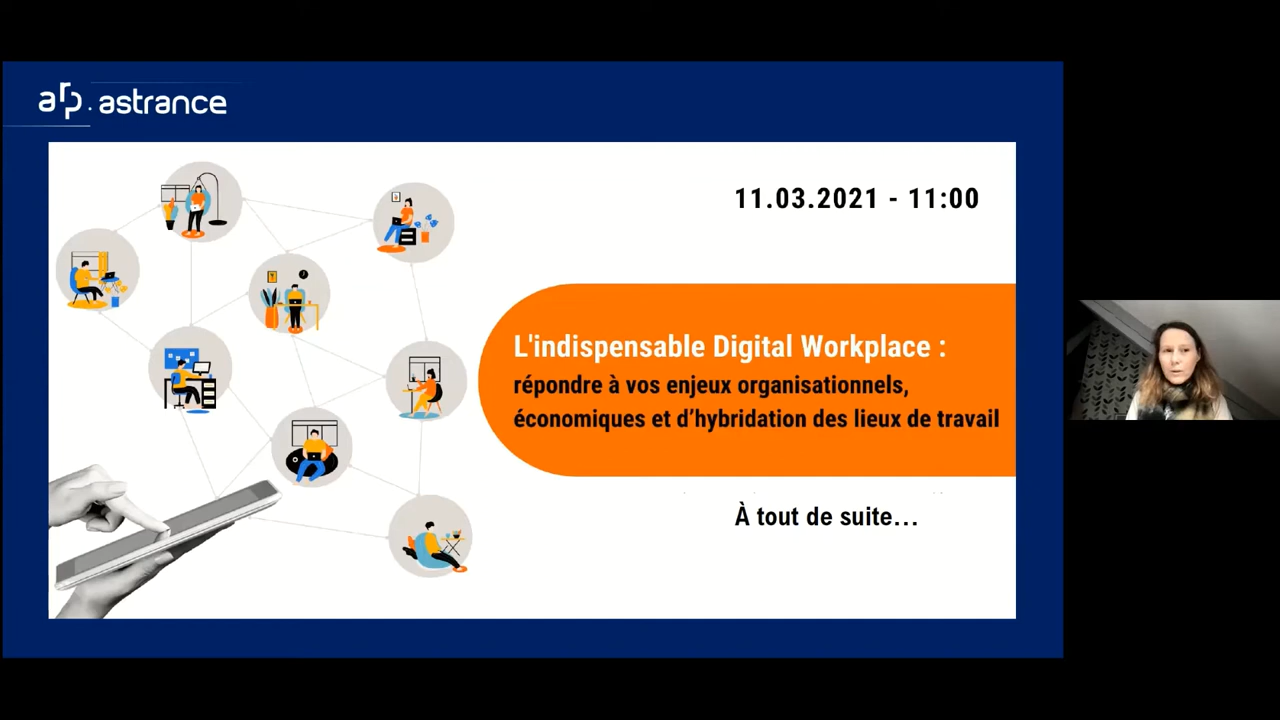 arp. astrance
11.03.2021 - 11:00
L'indispensable Digital Workplace :
répondre à vos enjeux organisationnels,
économiques et d’hybridation des lieux de travail
À tout de suite...